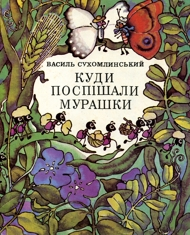 ВАСИЛЬ СУХОМЛИНСЬКИЙ
КУДИ
ПОСПІШАЛИ
МУРАШКИ